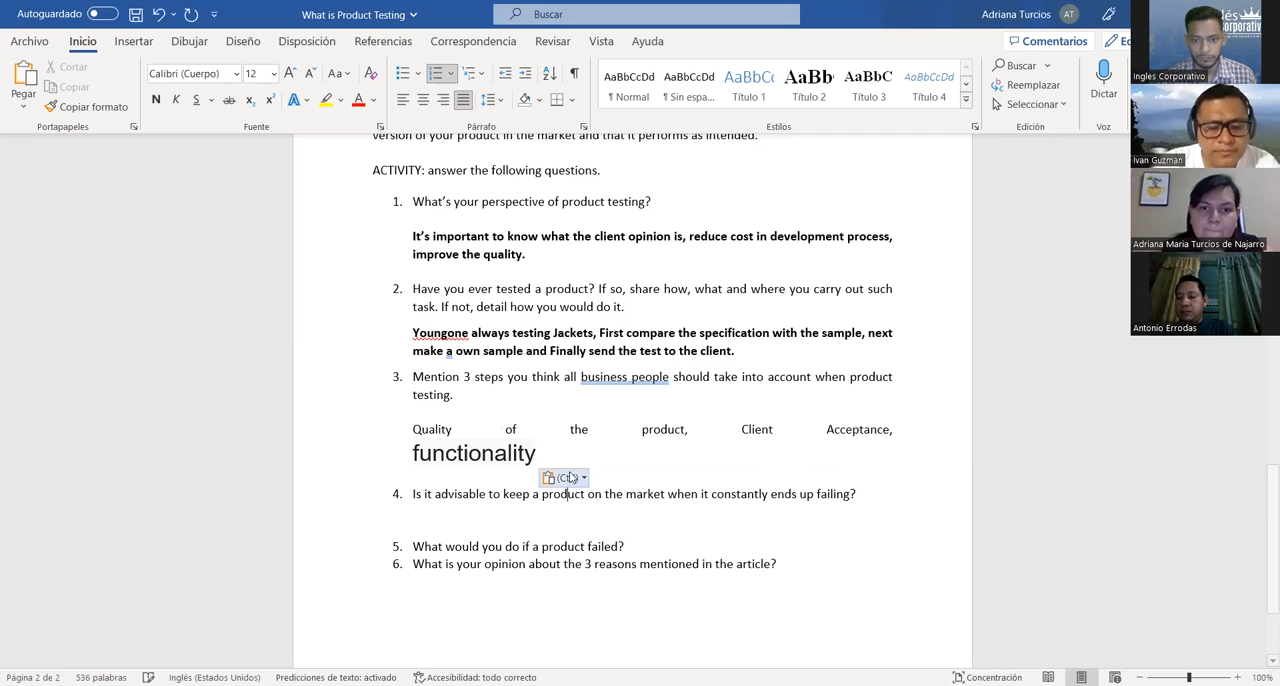 Autoguardado
What is Product Testing
Buscar
Adriana Turcios
AT
Archivo Inicio Insertar Dibujar Diseño Disposición Referencias Correspondencia Revisar Vista Ayuda
Comentarios
Ed
Pegar
Cortar
Copiar
Copiar formato
Portapapeles
Calibri (Cuerpo) 12
Fuente
Párrafo
AaBbCcDd AaBbCcDd AaBbCc AaBb AaBbC AaBbCcDd
¶ Normal ¶ Sin espa... Título 1 Título 2 Título 3 Título 4
Estilos
Buscar
Reemplazar
Seleccionar
Edición
Dictar
Voz
Inglés
Corporativo
Ingles Corporativo
Ivan Guzman
Adriana Maria Turcios de Najarro
Antonio Errodas
version of your product in the market and that it performs as intended.
ACTIVITY: answer the following questions.
1. What's your perspective of product testing?
It's important to know what the client opinion is, reduce cost in development process,
improve the quality.
2. Have you ever tested a product? If so, share how, what and where you carry out such
task. If not, detail how you would do it.
Youngone always testing Jackets, First compare the specification with the sample, next
make a own sample and Finally send the test to the client.
3. Mention 3 steps you think all business people should take into account when product
testing.
Quality of the product, Client Acceptance,
functionality
4. Is it advisable to keep a product on the market when it constantly ends up failing?
5. What would you do if a product failed?
6. What is your opinion about the 3 reasons mentioned in the article?
Página 2 de 2 536 palabras Inglés (Estados Unidos) Predicciones de texto: activado Accesibilidad: todo correcto Concentración 100%